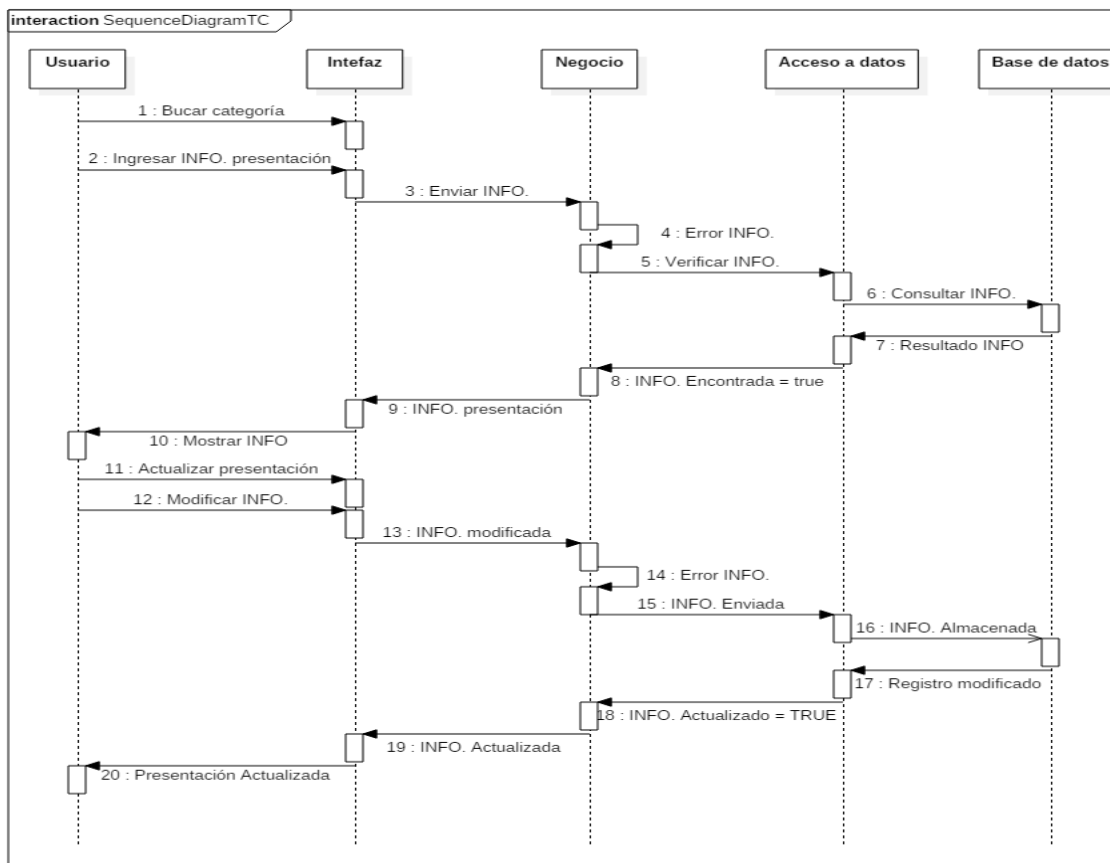 interaction SequenceDiagramTC
Usuario
Intefaz
Negocio
Acceso a datos
Base de datos
1 : Bucar categoría
2 : Ingresar INFO. presentación
3 : Enviar INFO.
4 : Error INFO.
5 : Verificar INFO.
6 : Consultar INFO.
7 : Resultado INFO
8 : INFO. Encontrada = true
9 : INFO. presentación
10 : Mostrar INFO
11 : Actualizar presentación
12 : Modificar INFO.
13 : INFO. modificada
14 : Error INFO.
15 : INFO. Enviada
16 : INFO. Almacenada
17 : Registro modificado
18 : INFO. Actualizado = TRUE
19 : INFO. Actualizada
20 : Presentación Actualizada